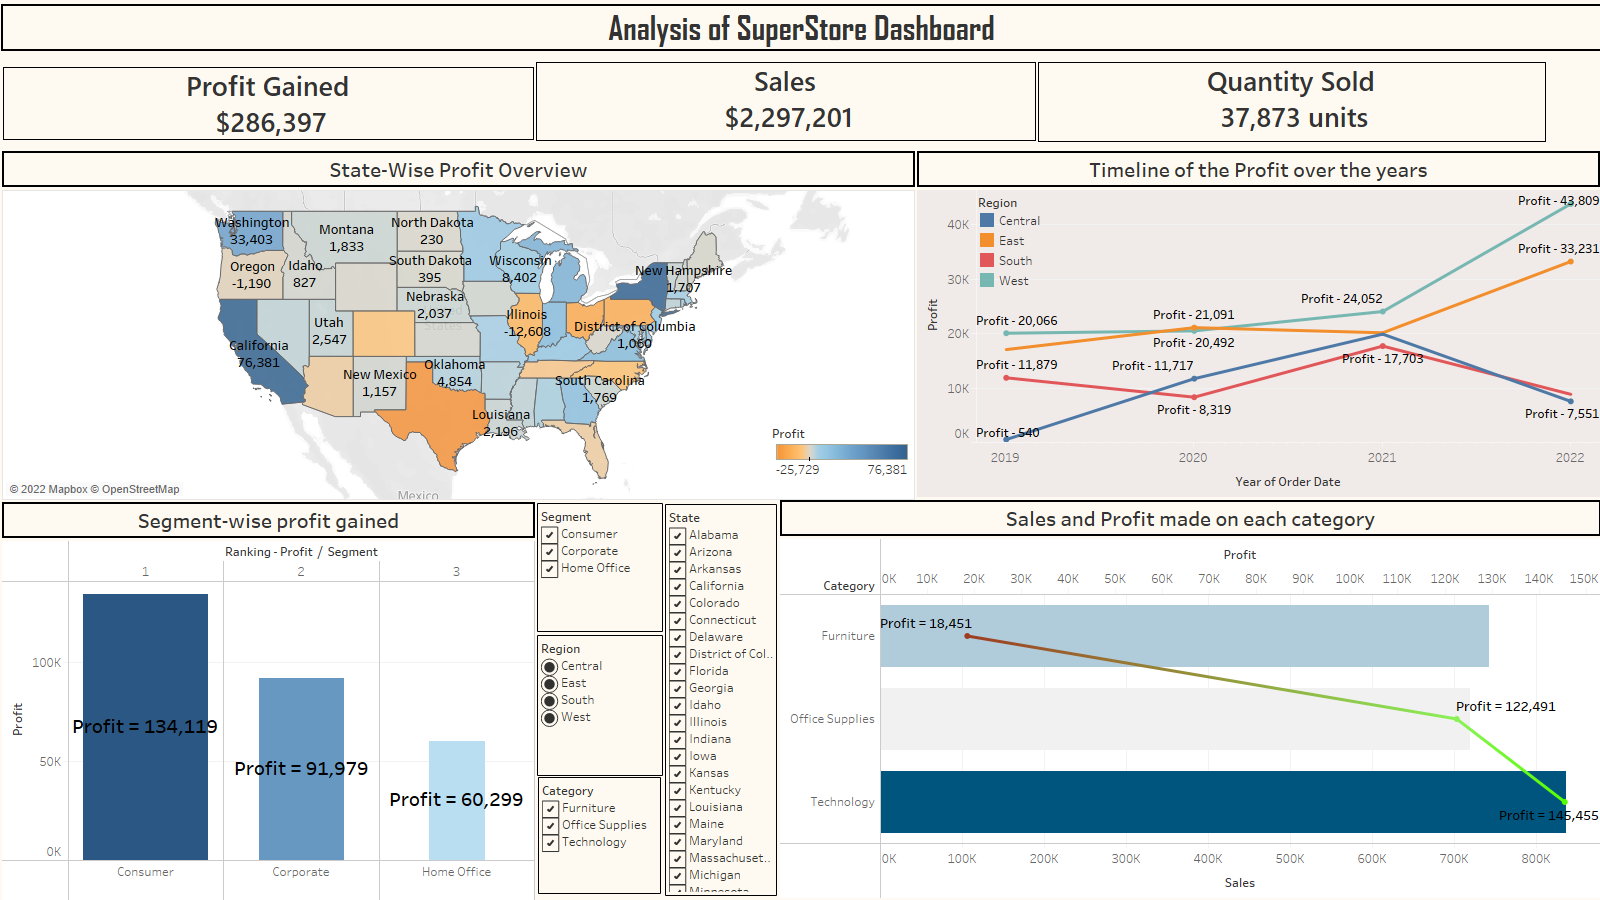 Analysis of SuperStore Dashboard
Profit Gained
$286,397
Sales
$2,297,201
Quantity Sold
37,873 units
State-Wise Profit Overview
Washington
33,403
Montana
1,833
North Dakota
230
Oregon
-1,190
Idaho
827
South Dakota
395
Wisconsin
8,402
New Hampshire
1,707
Nebraska
2,037
Utah
2,547
Illinois
-12,608
District of Columbia
1,060
California
76,381
New Mexico
1,157
Oklahoma
4,854
South Carolina
1,769
Louisiana
2,196
Mexico
Profit
-25,729
76,381
© 2022 Mapbox © OpenStreetMap
Timeline of the Profit over the years
Region
Central
East
South
West
Profit
40K
30K
20K
10K
0K
Profit - 43,809
Profit - 33,231
Profit - 24,052
Profit - 20,066
Profit - 21,091
Profit - 20,492
Profit - 11,879
Profit - 11,717
Profit - 17,703
Profit - 8,319
Profit - 7,551
Profit - 540
2019
2020
2021
2022
Year of Order Date
Segment-wise profit gained
Ranking - Profit / Segment
1
2
3
Profit
100K
50K
0K
Profit = 134,119
Profit = 91,979
Profit = 60,299
Consumer
Corporate
Home Office
Segment
Consumer
Corporate
Home Office
Region
Central
East
South
West
Category
Furniture
Office Supplies
Technology
State
Alabama
Arizona
Arkansas
California
Colorado
Connecticut
Delaware
District of Col..
Florida
Georgia
Idaho
Illinois
Indiana
Iowa
Kansas
Kentucky
Louisiana
Maine
Maryland
Massachuset..
Michigan
Minnesota
Sales and Profit made on each category
Profit
Category
0K 10K 20K 30K 40K 50K 60K 70K 80K 90K 100K 110K 120K 130K 140K 150K
Furniture
Profit = 18,451
Office Supplies
Profit = 122,491
Technology
Profit = 145,455
0K 100K 200K 300K 400K 500K 600K 700K 800K
Sales